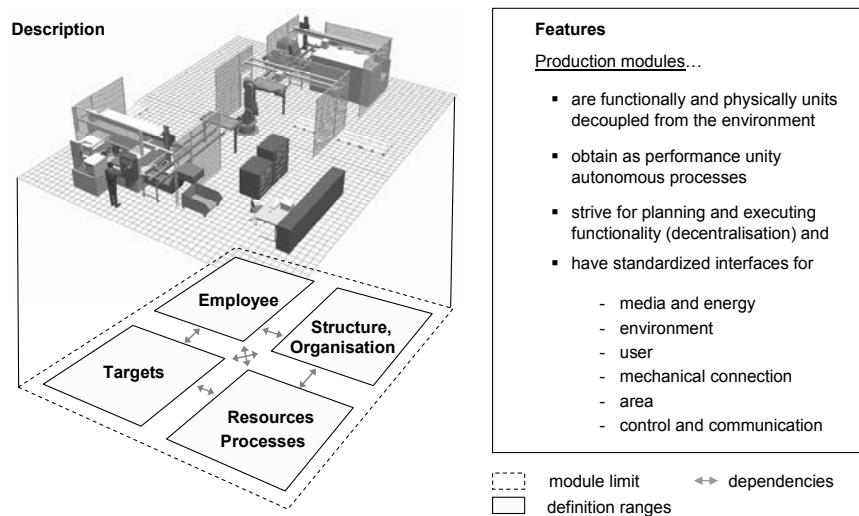 Description
Employee
Structure,
Organisation
Targets
Resources
Processes
Features
Production modules…
▪ are functionally and physically units
decoupled from the environment
▪ obtain as performance unity
autonomous processes
▪ strive for planning and executing
functionality (decentralisation) and
▪ have standardized interfaces for
- media and energy
- environment
- user
- mechanical connection
- area
- control and communication
module limit
dependencies
definition ranges